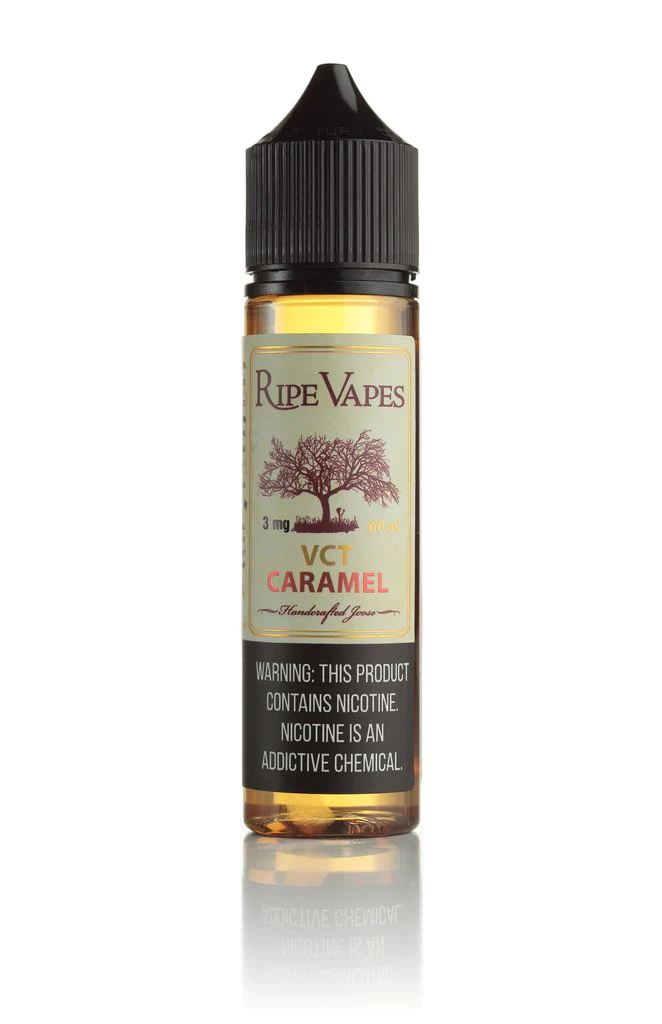 RIPE VAPES
3 mg 60 ml
VCT
CARAMEL
Handcrafted Joose
WARNING: THIS PRODUCT
CONTAINS NICOTINE.
NICOTINE IS AN
ADDICTIVE CHEMICAL.